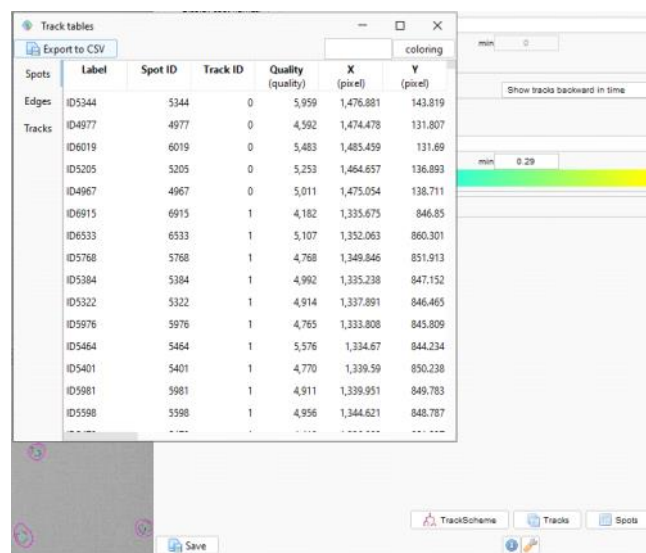 Track tables
Export to CSV
coloring
Spots
Edges
Tracks
Label Spot ID Track ID Quality (quality) X (pixel) Y (pixel)
ID5344 5344 0 5,959 1,476.881 143.819
ID4977 4977 0 4,592 1,474.478 131.807
ID6019 6019 0 5,483 1,485.459 131.69
ID5205 5205 0 5,253 1,464.657 136.893
ID4967 4967 0 5,011 1,475.054 138.711
ID6915 6915 1 4,182 1,335.675 846.85
ID6533 6533 1 5,107 1,352.063 860.301
ID5768 5768 1 4,768 1,349.846 851.913
ID5384 5384 1 4,992 1,335.238 847.152
ID5322 5322 1 4,914 1,337.891 846.465
ID5976 5976 1 4,765 1,333.808 845.809
ID5464 5464 1 5,576 1,334.67 844.234
ID5401 5401 1 4,770 1,339.59 850.238
ID5981 5981 1 4,911 1,339.951 849.783
ID5598 5598 1 4,956 1,344.621 848.787
min 0
Show tracks backward in time
min 0.29
TrackScheme
Tracks
Spots
Save